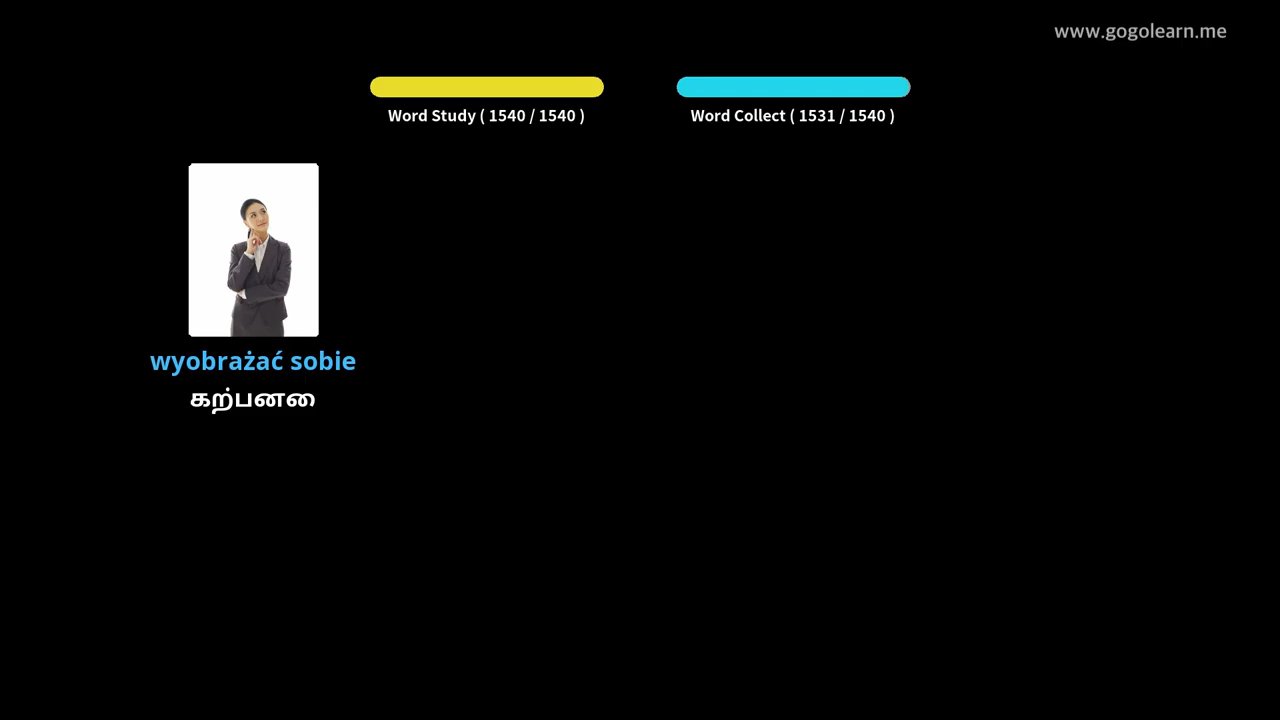 www.gogolearn.me
Word Study ( 1540 / 1540 )
Word Collect ( 1531 / 1540 )
wyobrażać sobie
கற்பனை